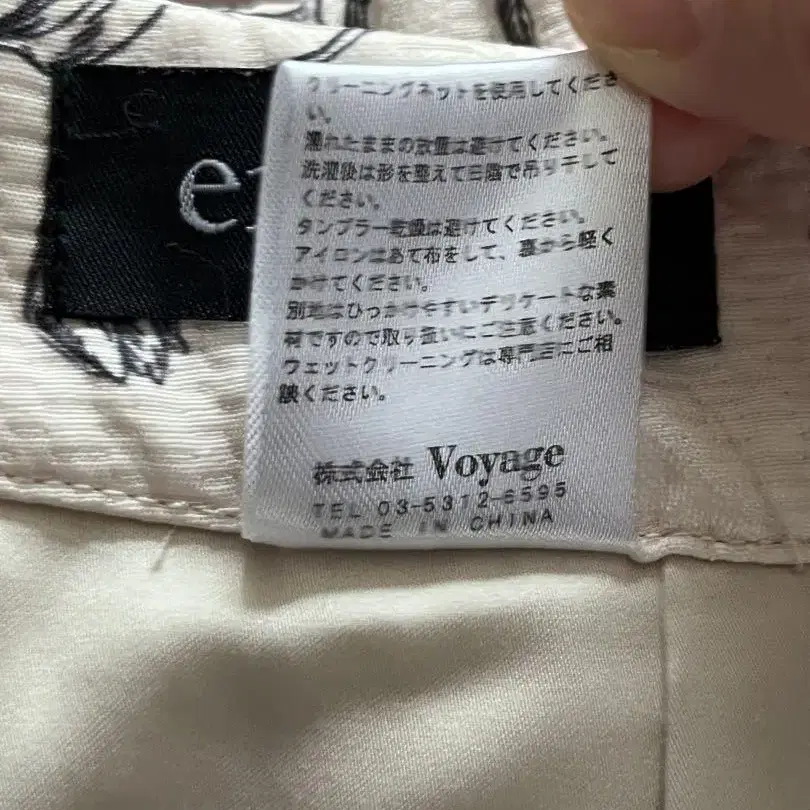 クリーニングネットを使用してくださ
い。
濡れたままの放置は避けてください。
洗濯後は形を整えて日陰で吊り干して
ください。
タンブラー乾燥は避けてください。
アイロンはあて布をして、裏から軽く
かけてください。
別地はひっかけやすいデリケートな素
材ですので取り扱いにご注意ください。
ウェットクリーニングは専門店にご相
談ください。
株式会社 Voyage
TEL 03-5312-6595
MADE IN CHINA